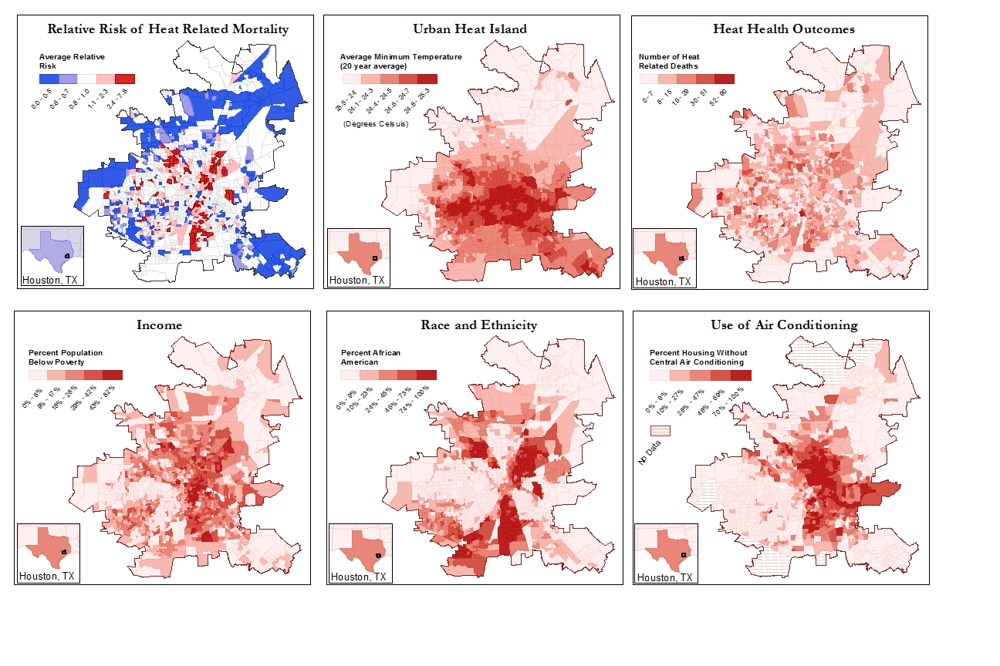 Relative Risk of Heat Related Mortality
Average Relative
Risk
0.0 - 0.5
0.6 - 0.7
0.8 - 1.0
1.1 - 2.3
2.4 - 7.8
Houston, TX
Urban Heat Island
Average Minimum Temperature
(20 year average)
23.5 - 24
24.1 - 24.3
24.4 - 24.5
24.6 - 24.7
24.8 - 25.3
(Degrees Celsuis)
Houston, TX
Heat Health Outcomes
Number of Heat
Related Deaths
0 - 7
8 - 15
16 - 29
30 - 51
52 - 90
Houston, TX
Income
Percent Population
Below Poverty
0% - 8%
9% - 17%
18% - 28%
29% - 42%
43% - 82%
Houston, TX
Race and Ethnicity
Percent African
American
0% - 9%
10% - 23%
24% - 45%
46% - 73%
74% - 100%
Houston, TX
Use of Air Conditioning
Percent Housing Without
Central Air Conditioning
0% - 9%
10% - 27%
28% - 47%
48% - 69%
70% - 100%
No Data
Houston, TX